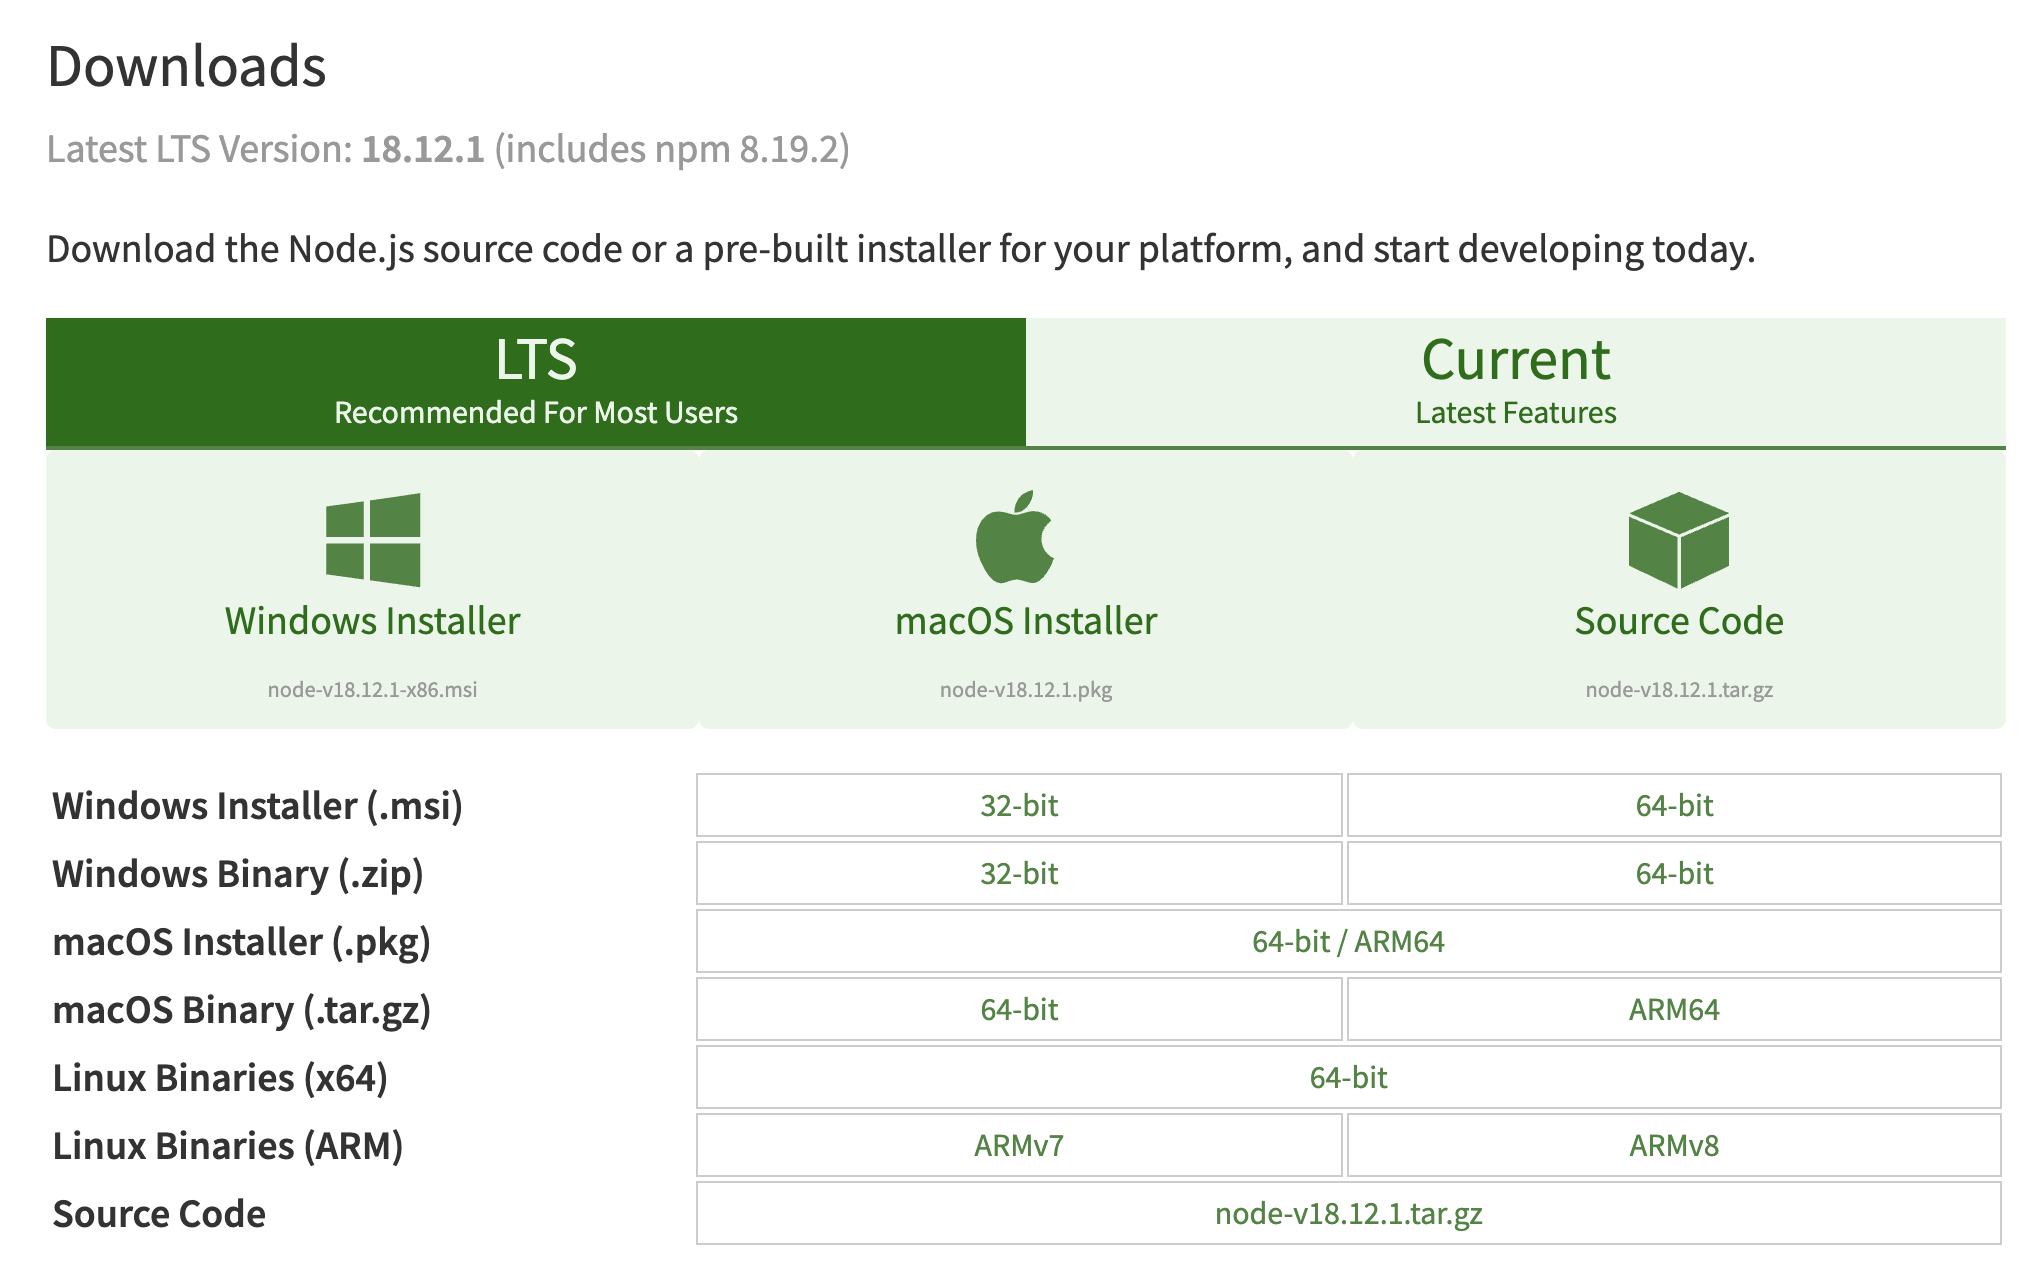 Downloads
Latest LTS Version: 18.12.1 (includes npm 8.19.2)
Download the Node.js source code or a pre-built installer for your platform, and start developing today.
LTS
Recommended For Most Users
Current
Latest Features
Windows Installer
node-v18.12.1-x86.msi
macOS Installer
node-v18.12.1.pkg
Source Code
node-v18.12.1.tar.gz
Windows Installer (.msi) 32-bit 64-bit
Windows Binary (.zip) 32-bit 64-bit
macOS Installer (.pkg) 64-bit / ARM64
macOS Binary (.tar.gz) 64-bit ARM64
Linux Binaries (x64) 64-bit
Linux Binaries (ARM) ARMv7 ARMv8
Source Code node-v18.12.1.tar.gz